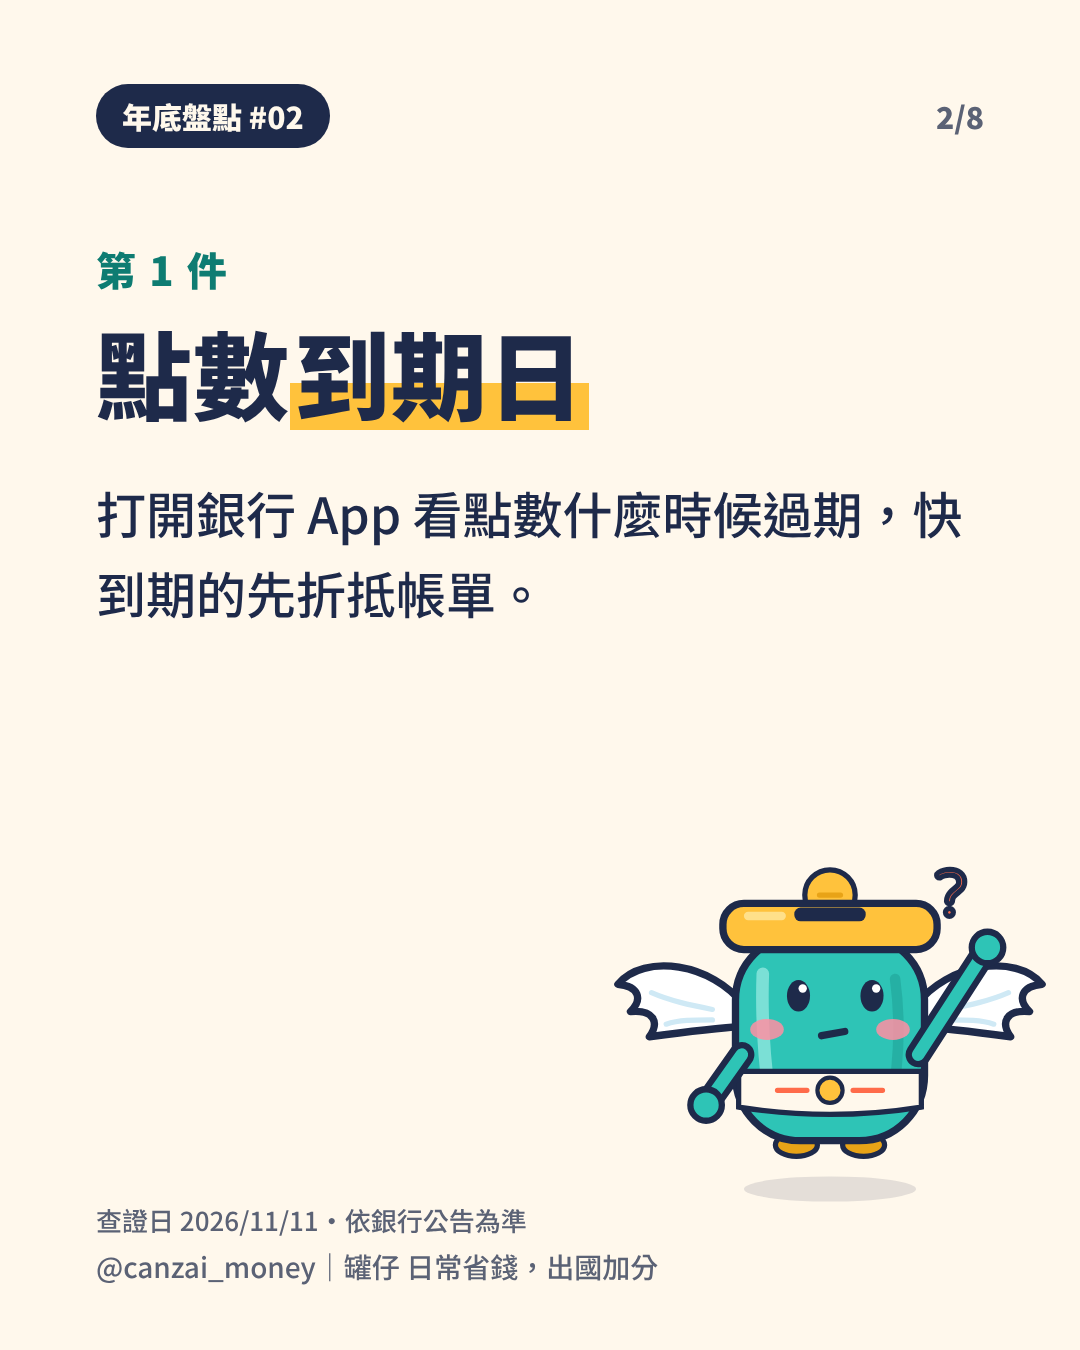 年底盤點 #02
2/8
第 1 件
點數到期日
打開銀行 App 看點數什麼時候過期，快
到期的先折抵帳單。
?
查證日 2026/11/11・依銀行公告為準
@canzai_money｜罐仔 日常省錢，出國加分